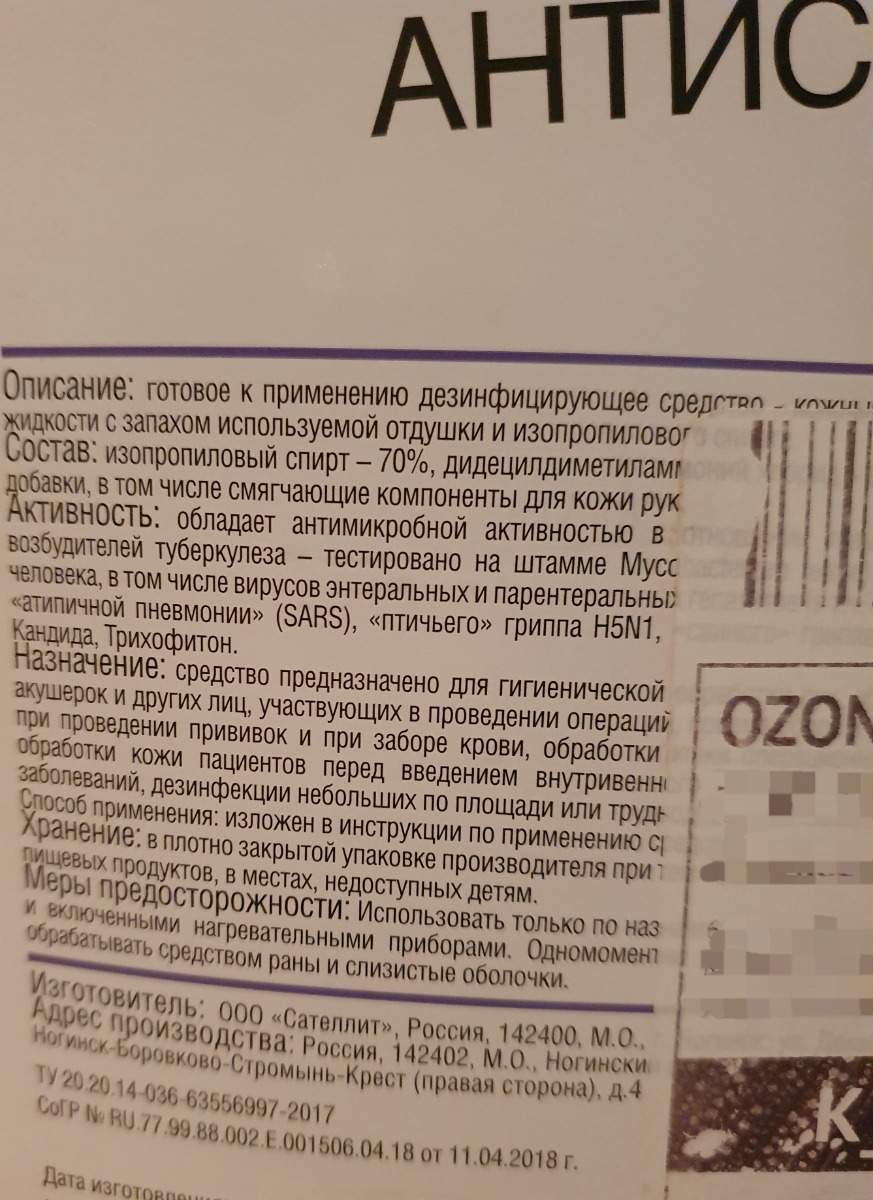 АНТИС
Описание: готовое к применению дезинфицирующее средство - кожны
жидкости с запахом используемой отдушки и изопропиловог
Состав: изопропиловый спирт – 70%, дидецилдиметиламм
добавки, в том числе смягчающие компоненты для кожи рук
Активность: обладает антимикробной активностью в
возбудителей туберкулеза – тестировано на штамме Myco
человека, в том числе вирусов энтеральных и парентеральных
«атипичной пневмонии» (SARS), «птичьего» гриппа H5N1,
Кандида, Трихофитон.
Назначение: средство предназначено для гигиенической
акушерок и других лиц, участвующих в проведении операций
при проведении прививок и при заборе крови, обработки
обработки кожи пациентов перед введением внутривенн
заболеваний, дезинфекции небольших по площади или трудн
Способ применения: изложен в инструкции по применению ср
Хранение: в плотно закрытой упаковке производителя при т
пищевых продуктов, в местах, недоступных детям.
Меры предосторожности: Использовать только по наз
и включенными нагревательными приборами. Одномомент
обрабатывать средством раны и слизистые оболочки.
Изготовитель: ООО «Сателлит», Россия, 142400, М.О.,
Адрес производства: Россия, 142402, М.О., Ногински
Ногинск-Боровково-Стромынь-Крест (правая сторона), д.4
ТУ 20.20.14-036-63556997-2017
СоГР № RU.77.99.88.002.Е.001506.04.18 от 11.04.2018 г.
Дата изготовлени
OZON
К